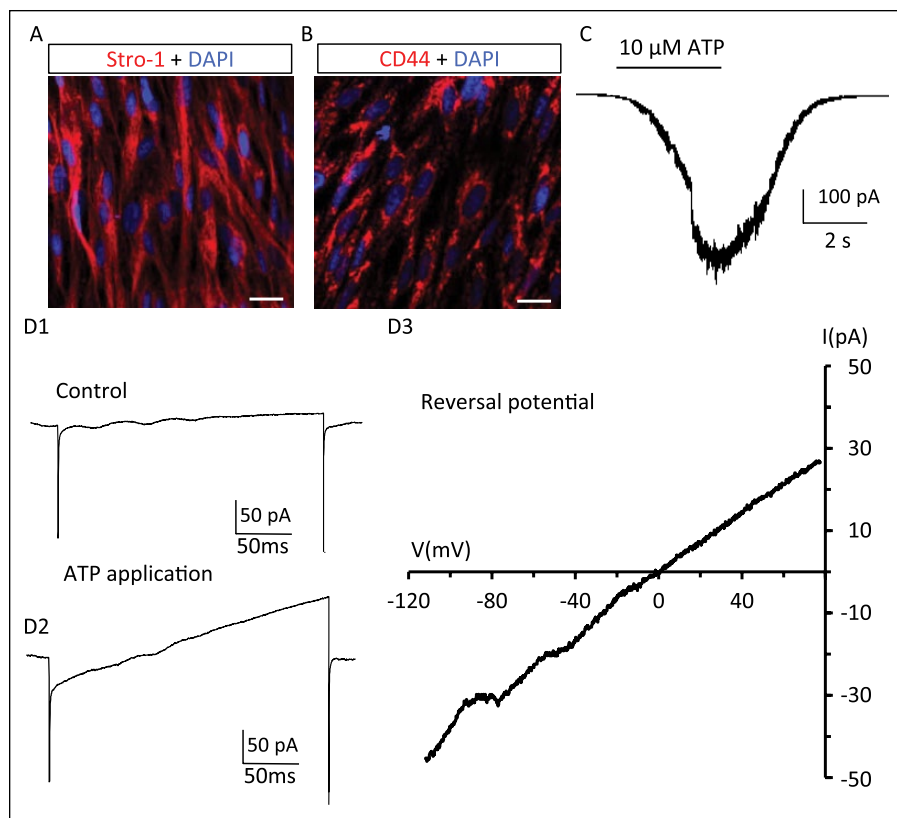 A
Stro-1 + DAPI
B
CD44 + DAPI
C
10 µM ATP
100 pA
2 s
D1
Control
50 pA
50ms
ATP application
D2
50 pA
50ms
D3
Reversal potential
I(pA)
50
30
10
V(mV)
-120 -80 -40 0 40
-10
-30
-50